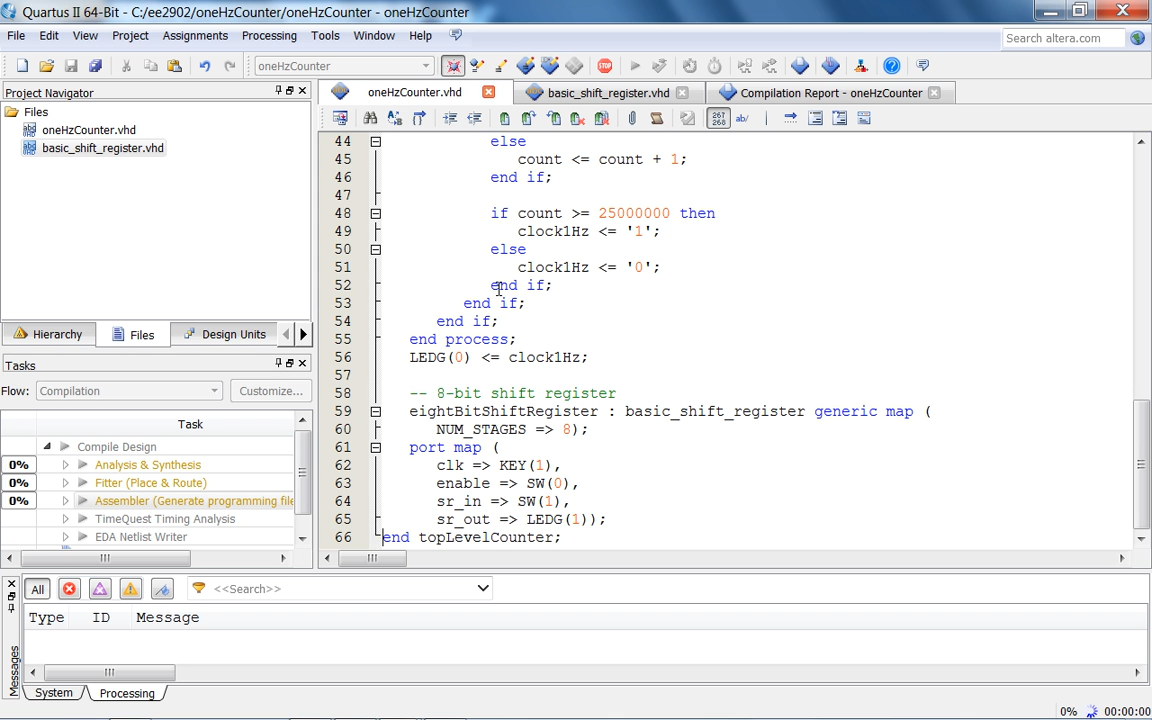 Quartus II 64-Bit - C:/ee2902/oneHzCounter/oneHzCounter - oneHzCounter
File Edit View Project Assignments Processing Tools Window Help
Search altera.com
oneHzCounter
Project Navigator
Files
oneHzCounter.vhd
basic_shift_register.vhd
Hierarchy Files Design Units
Tasks
Flow: Compilation Customize...
Task
Compile Design
0% Analysis & Synthesis
0% Fitter (Place & Route)
0% Assembler (Generate programming file
TimeQuest Timing Analysis
EDA Netlist Writer
oneHzCounter.vhd basic_shift_register.vhd Compilation Report - oneHzCounter
267
268
ab/
44 else
45 count <= count + 1;
46 end if;
47
48 if count >= 25000000 then
49 clock1Hz <= '1';
50 else
51 clock1Hz <= '0';
52 end if;
53 end if;
54 end if;
55 end process;
56 LEDG(0) <= clock1Hz;
57
58 -- 8-bit shift register
59 eightBitShiftRegister : basic_shift_register generic map (
60 NUM_STAGES => 8);
61 port map (
62 clk => KEY(1),
63 enable => SW(0),
64 sr_in => SW(1),
65 sr_out => LEDG(1));
66 end topLevelCounter;
All <<Search>>
Type ID Message
Messages
System Processing
0% 00:00:00